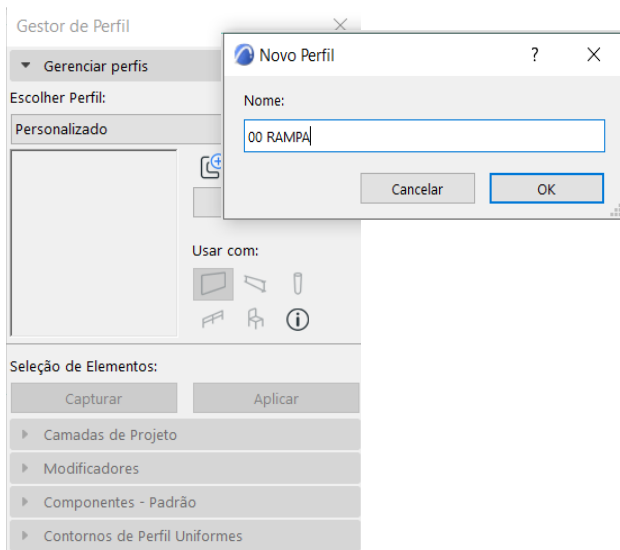 Gestor de Perfil
Gerenciar perfis
Escolher Perfil:
Personalizado
Novo Perfil
?
Nome:
00 RAMPA
Cancelar
OK
Usar com:
Seleção de Elementos:
Capturar
Aplicar
Camadas de Projeto
Modificadores
Componentes - Padrão
Contornos de Perfil Uniformes